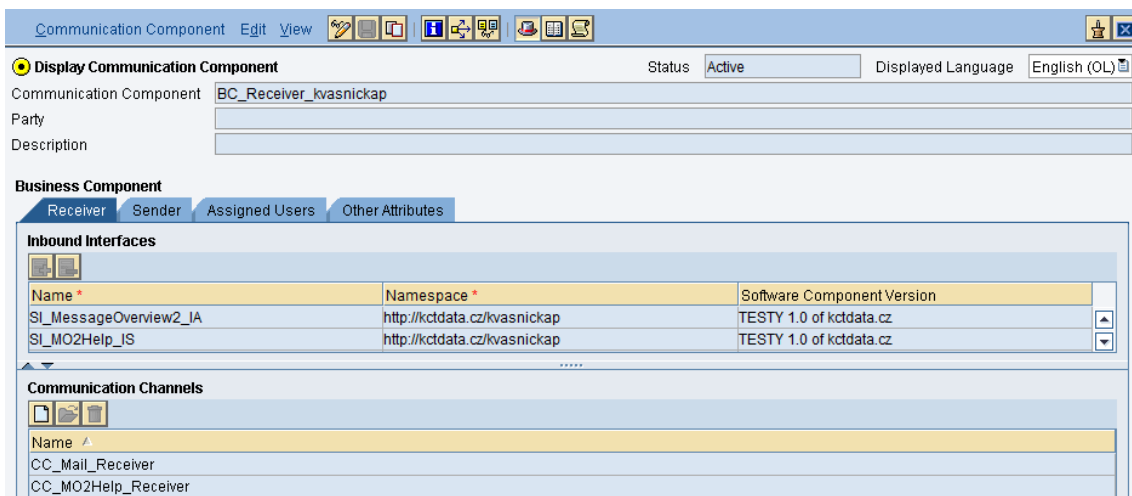 Communication Component Edit View
Display Communication Component Status Active Displayed Language English (OL)
Communication Component BC_Receiver_kvasnickap
Party
Description
Business Component
Receiver Sender Assigned Users Other Attributes
Inbound Interfaces
Name * Namespace * Software Component Version
SI_MessageOverview2_IA http://kctdata.cz/kvasnickap TESTY 1.0 of kctdata.cz
SI_MO2Help_IS http://kctdata.cz/kvasnickap TESTY 1.0 of kctdata.cz
Communication Channels
Name
CC_Mail_Receiver
CC_MO2Help_Receiver